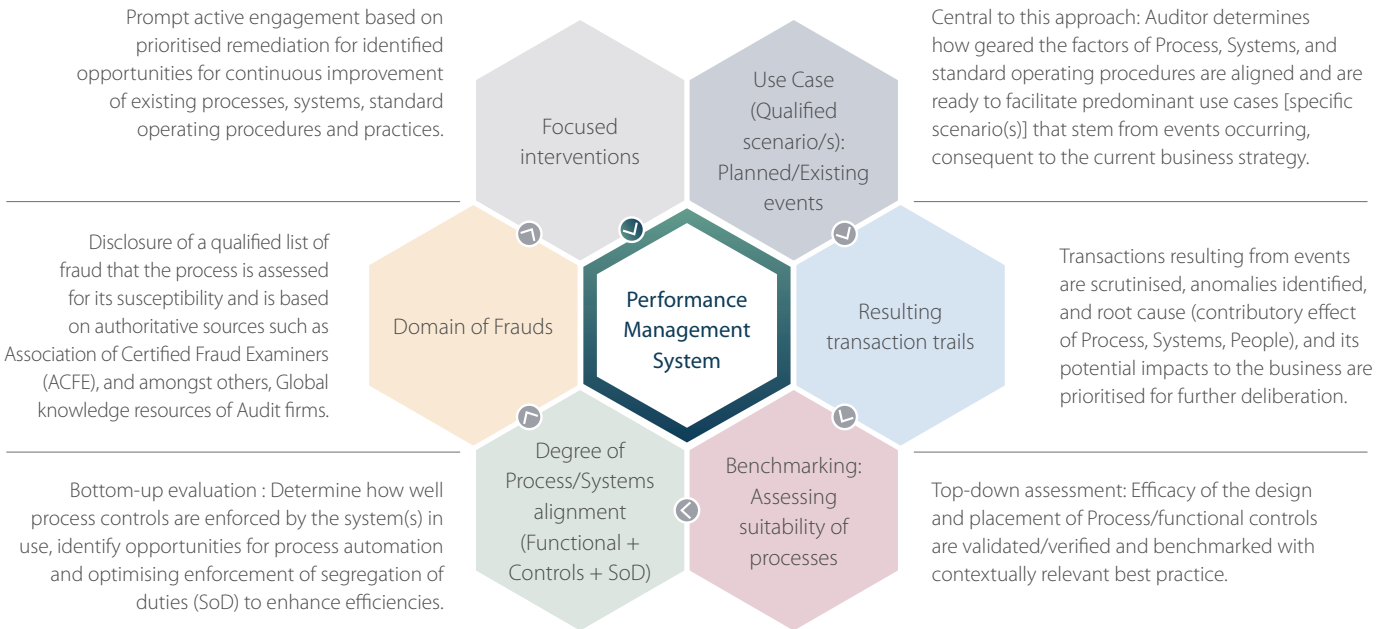 Prompt active engagement based on
prioritised remediation for identified
opportunities for continuous improvement
of existing processes, systems, standard
operating procedures and practices.
Focused
interventions
Use Case
(Qualified
scenario/s):
Planned/Existing
events
Central to this approach: Auditor determines
how geared the factors of Process, Systems, and
standard operating procedures are aligned and are
ready to facilitate predominant use cases [specific
scenario(s)] that stem from events occurring,
consequent to the current business strategy.
Disclosure of a qualified list of
fraud that the process is assessed
for its susceptibility and is based
on authoritative sources such as
Association of Certified Fraud Examiners
(ACFE), and amongst others, Global
knowledge resources of Audit firms.
Domain of Frauds
Performance
Management
System
Resulting
transaction trails
Transactions resulting from events
are scrutinised, anomalies identified,
and root cause (contributory effect
of Process, Systems, People), and its
potential impacts to the business are
prioritised for further deliberation.
Bottom-up evaluation : Determine how well
process controls are enforced by the system(s) in
use, identify opportunities for process automation
and optimising enforcement of segregation of
duties (SoD) to enhance efficiencies.
Degree of
Process/Systems
alignment
(Functional +
Controls + SoD)
Benchmarking:
Assessing
suitability of
processes
Top-down assessment: Efficacy of the design
and placement of Process/functional controls
are validated/verified and benchmarked with
contextually relevant best practice.